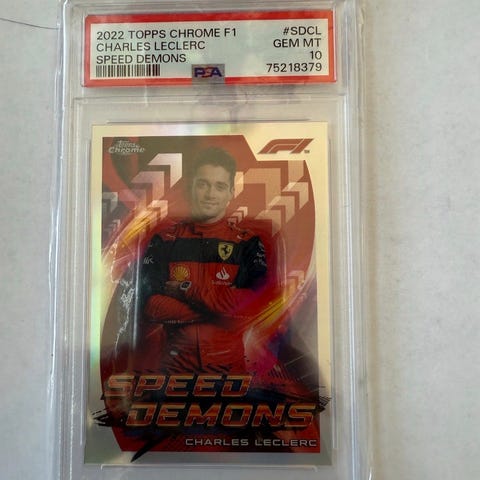 2022 TOPPS CHROME F1 #SDCL
CHARLES LECLERC GEM MT
SPEED DEMONS 10
PSA 75218379
Topps
Chrome
F1
SPEED
DEMONS
CHARLES LECLERC